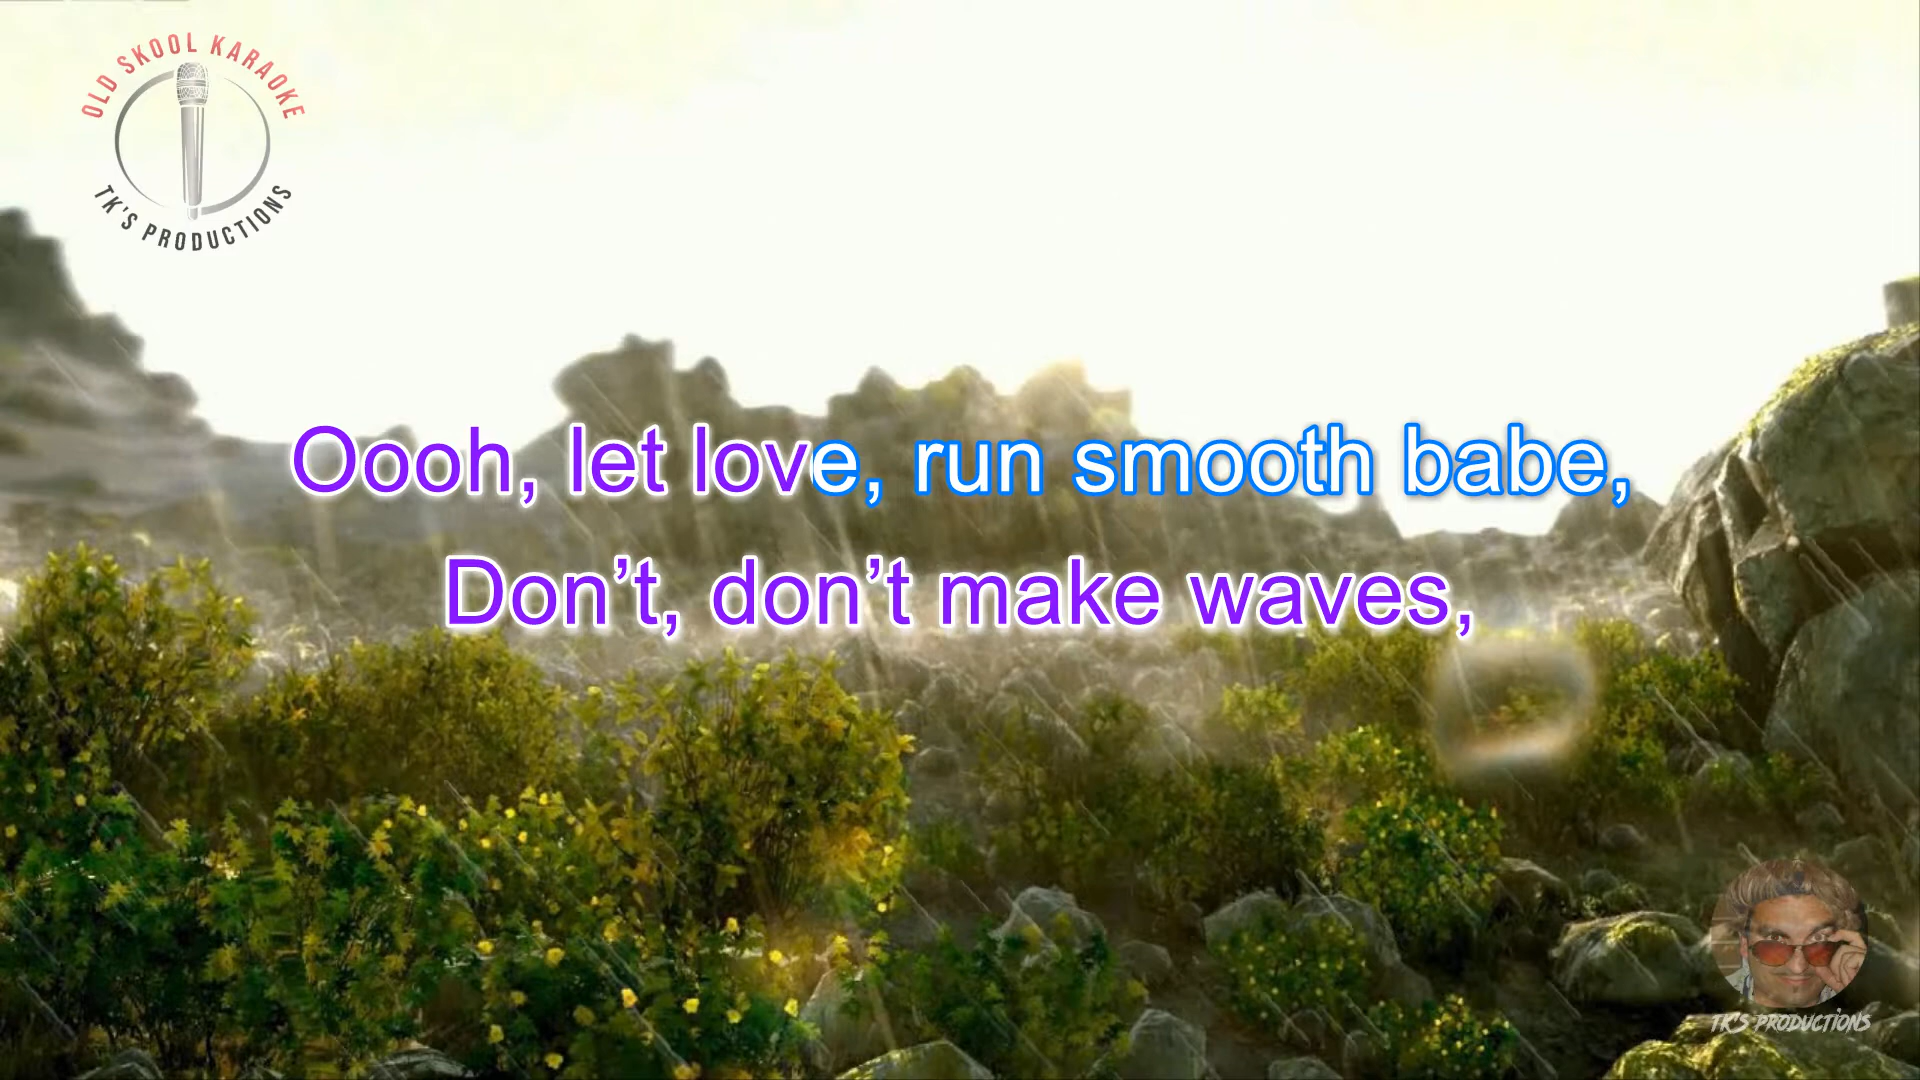 OLD SKOOL KARAOKE
TK'S PRODUCTIONS
Oooh, let love, run smooth babe,
Don’t, don’t make waves,
TK'S PRODUCTIONS